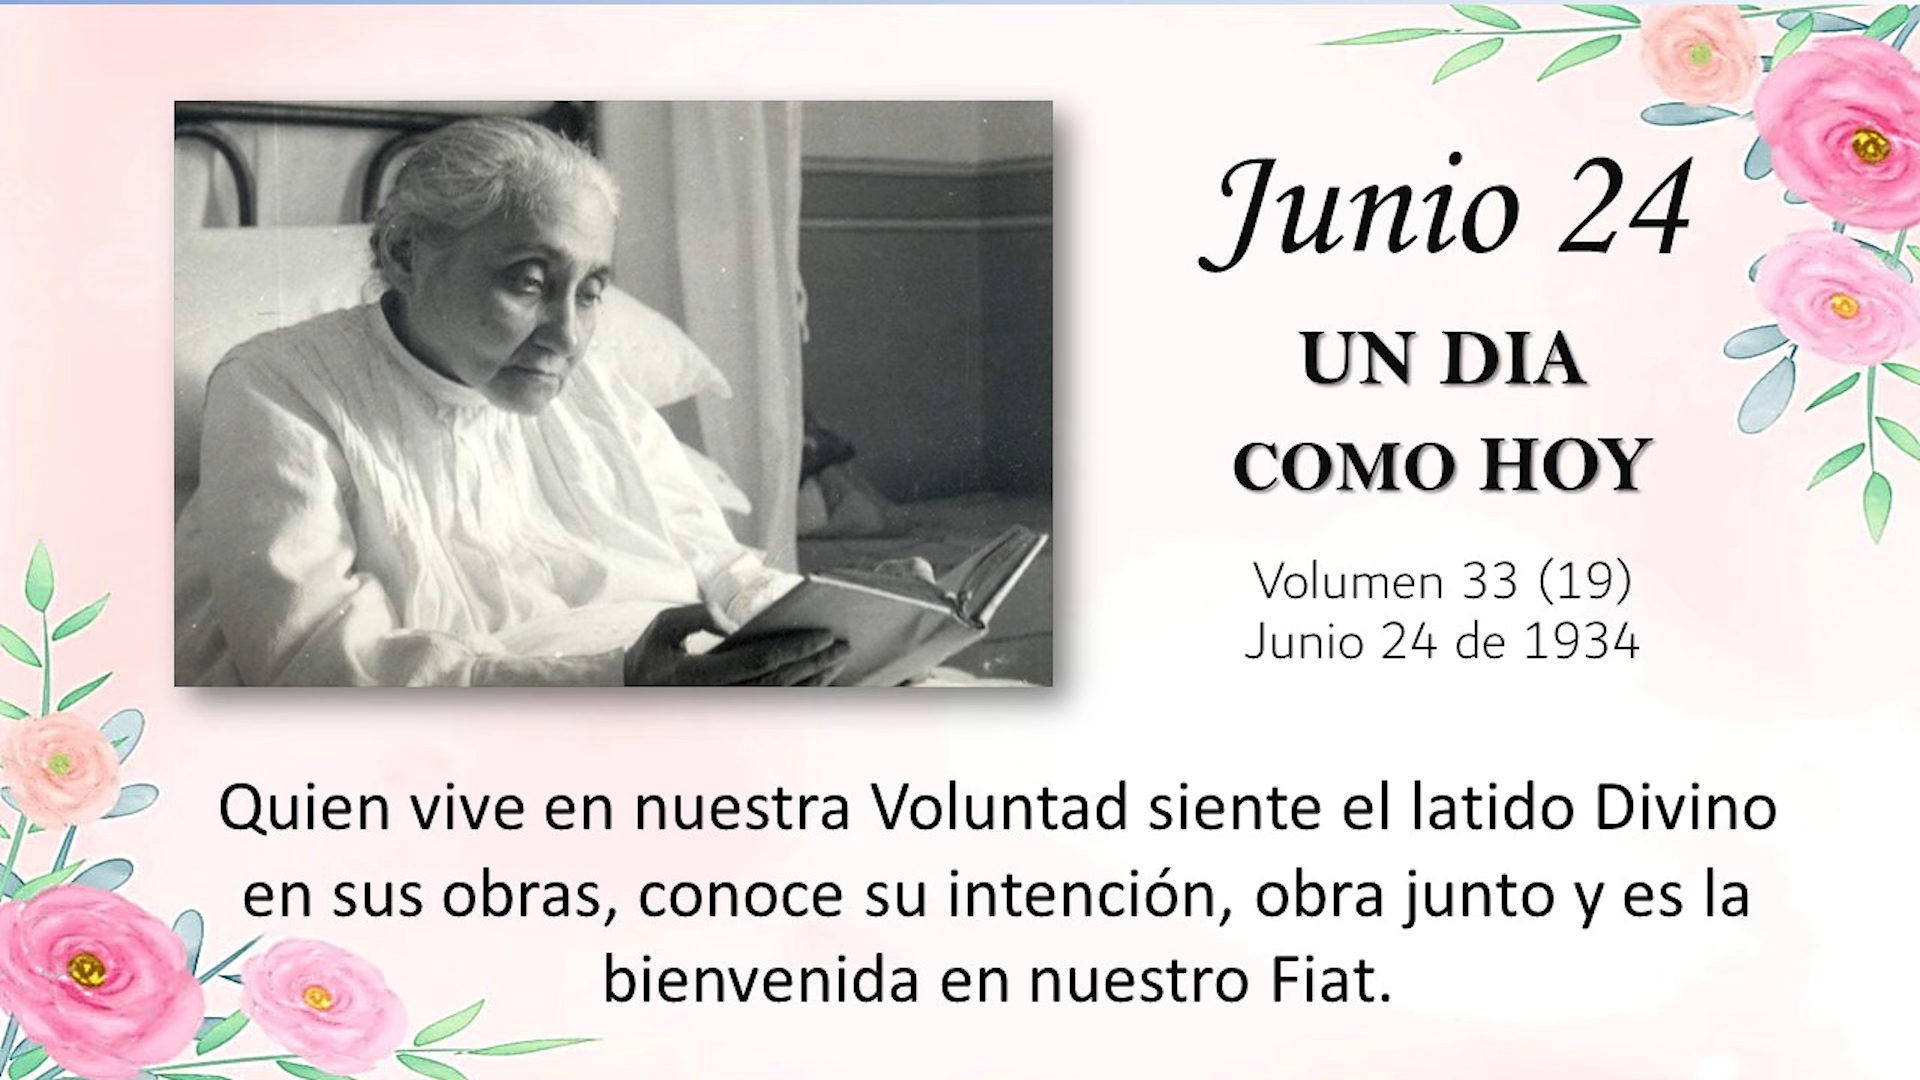 Junio 24
UN DIA
COMO HOY
Volumen 33 (19)
Junio 24 de 1934
Quien vive en nuestra Voluntad siente el latido Divino
en sus obras, conoce su intención, obra junto y es la
bienvenida en nuestro Fiat.